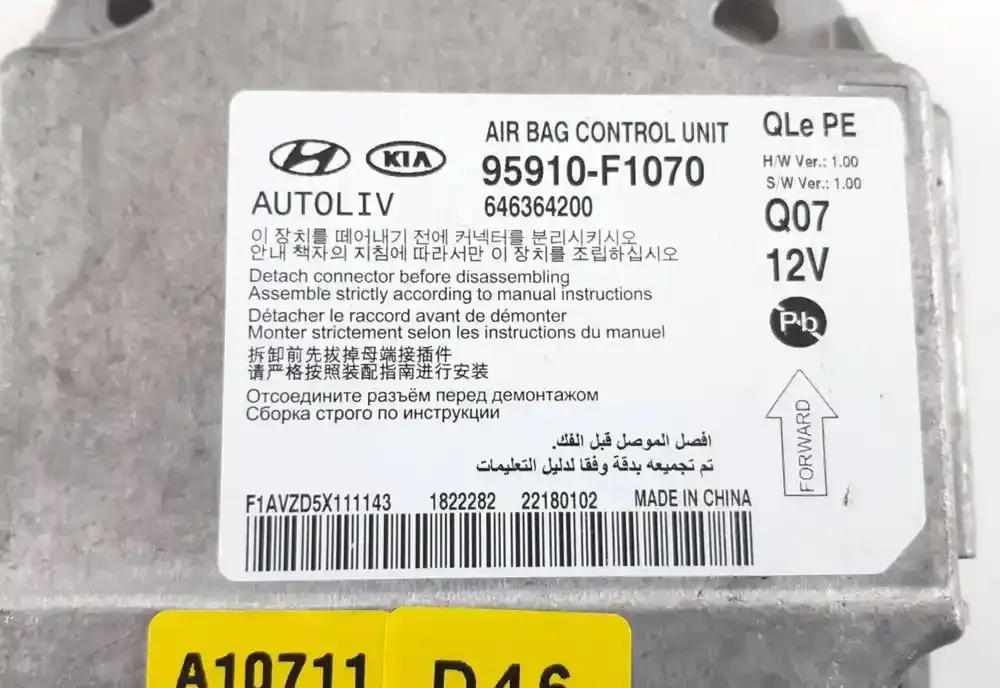 AIR BAG CONTROL UNIT
QLe PE
KIA
95910-F1070
H/W Ver.: 1.00
S/W Ver.: 1.00
AUTOLIV
646364200
Q07
이 장치를 떼어내기 전에 커넥터를 분리시키시오
안내 책자의 지침에 따라서만 이 장치를 조립하십시오
12V
Detach connector before disassembling
Assemble strictly according to manual instructions
Détacher le raccord avant de démonter
Monter strictement selon les instructions du manuel
Pb
拆卸前先拔掉母端接插件
请严格按照装配指南进行安装
Отсоедините разъём перед демонтажом
Сборка строго по инструкции
FORWARD
افصل الموصل قبل الفك.
تم تجميعه بدقة وفقا لدليل التعليمات
F1AVZD5X111143 1822282 22180102 MADE IN CHINA
A10711
D46